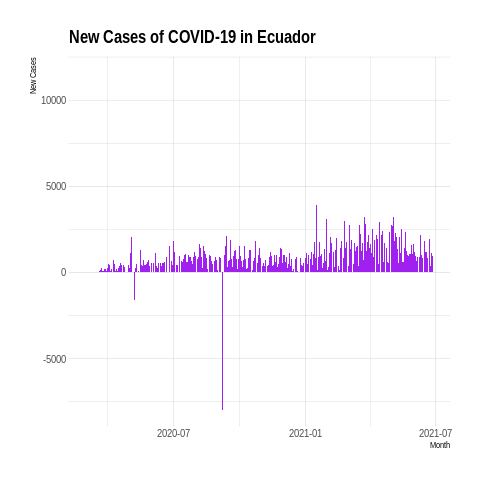 New Cases of COVID-19 in Ecuador
New Cases
10000
5000
0
-5000
2020-07
2021-01
2021-07
Month